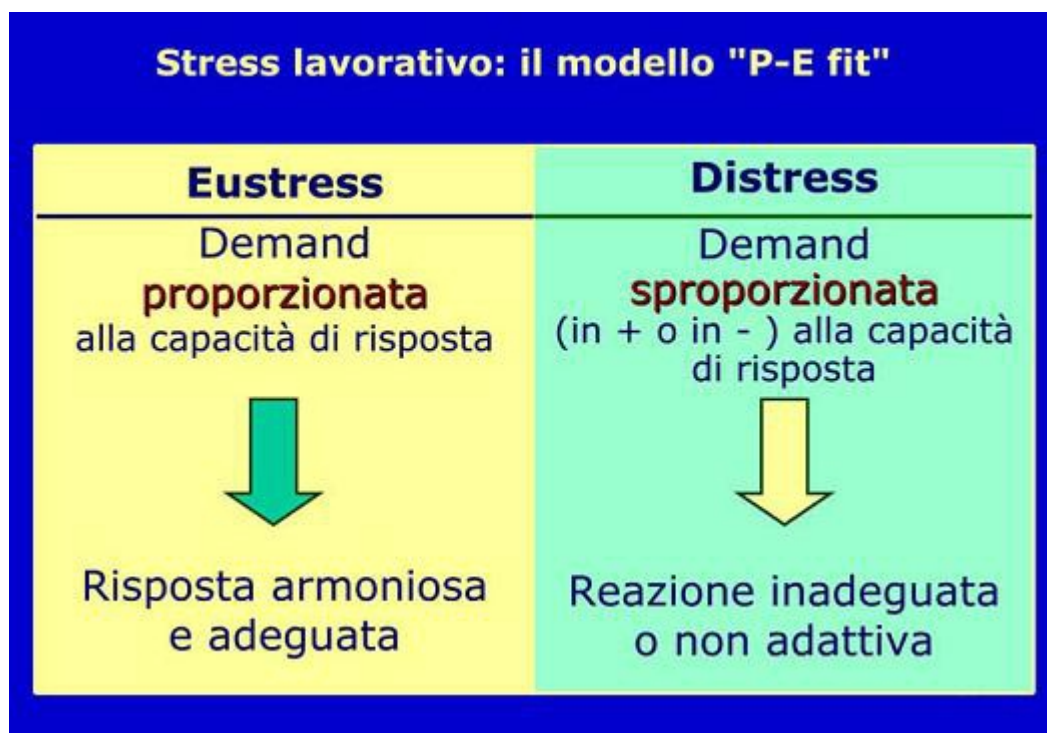 Stress lavorativo: il modello "P-E fit"
Eustress
Demand
proporzionata
alla capacità di risposta
Risposta armoniosa
e adeguata
Distress
Demand
sproporzionata
(in + o in - ) alla capacità
di risposta
Reazione inadeguata
o non adattiva